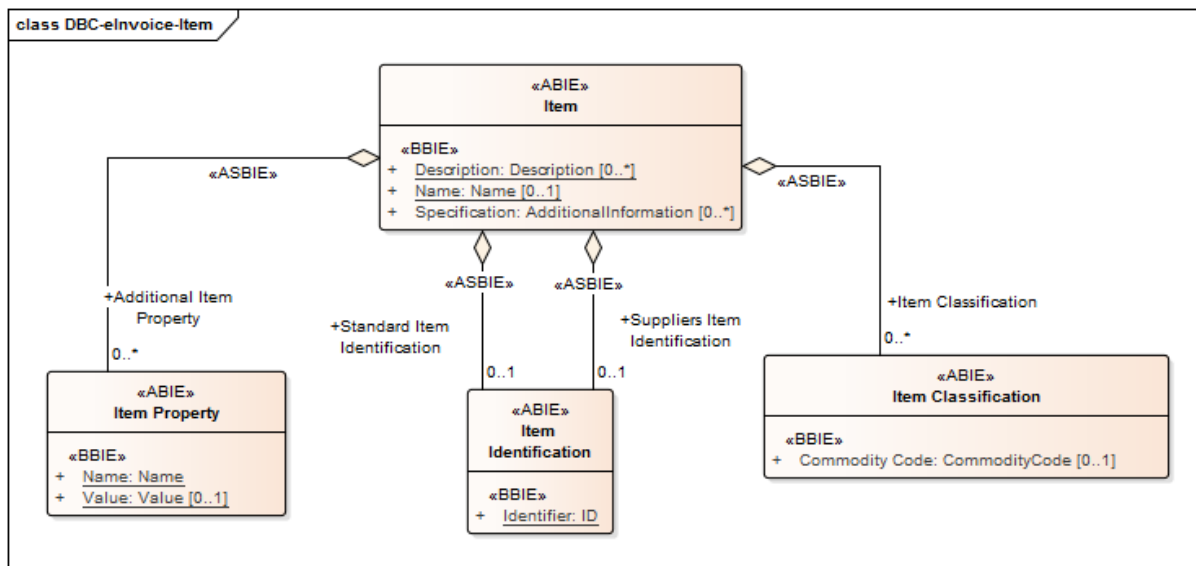 class DBC-eInvoice-Item
«ABIE»
Item
«BBIE»
+ Description: Description [0..*]
+ Name: Name [0..1]
+ Specification: AdditionalInformation [0..*]
«ASBIE»
«ASBIE»
«ASBIE»
«ASBIE»
+Additional Item
Property
0..*
+Standard Item
Identification
0..1
+Suppliers Item
Identification
0..1
+Item Classification
0..*
«ABIE»
Item Property
«BBIE»
+ Name: Name
+ Value: Value [0..1]
«ABIE»
Item
Identification
«BBIE»
+ Identifier: ID
«ABIE»
Item Classification
«BBIE»
+ Commodity Code: CommodityCode [0..1]